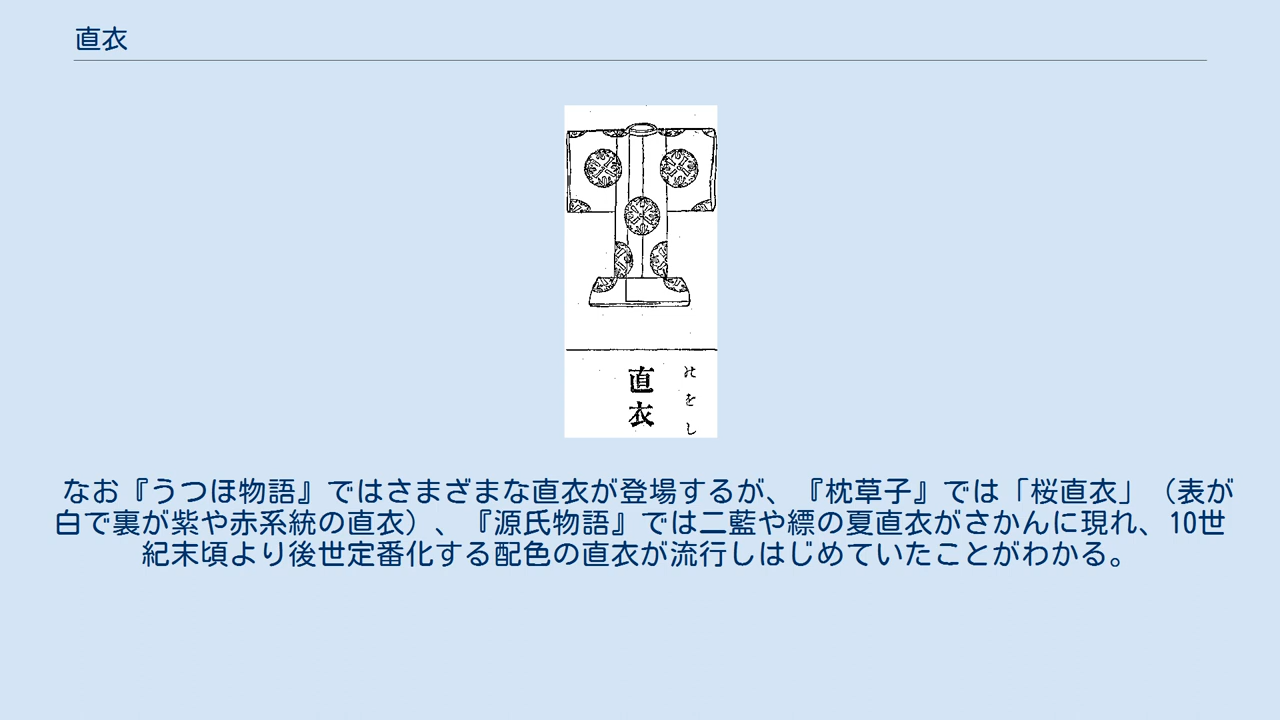 直衣
のをし
直衣
なお『うつほ物語』ではさまざまな直衣が登場するが、『枕草子』では「桜直衣」（表が
白で裏が紫や赤系統の直衣）、『源氏物語』では二藍や縹の夏直衣がさかんに現れ、10世
紀末頃より後世定番化する配色の直衣が流行しはじめていたことがわかる。